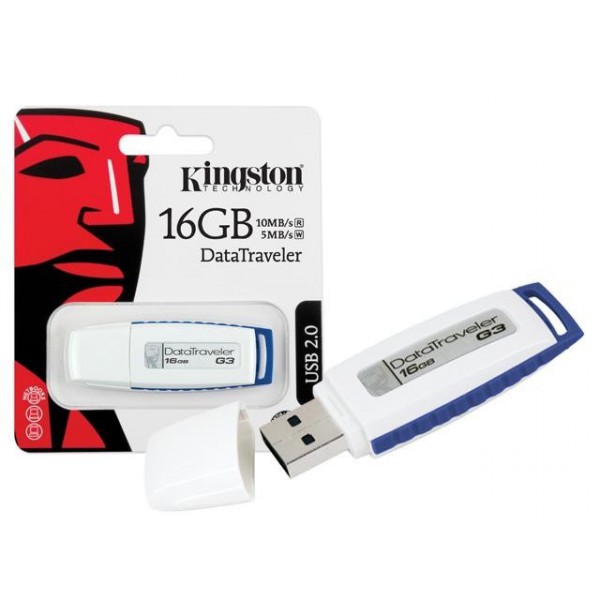 Kingston
TECHNOLOGY
16GB 10MB/s R
5MB/s W
DataTraveler
DataTraveler
16GB G3
USB 2.0
DataTraveler
16GB G3